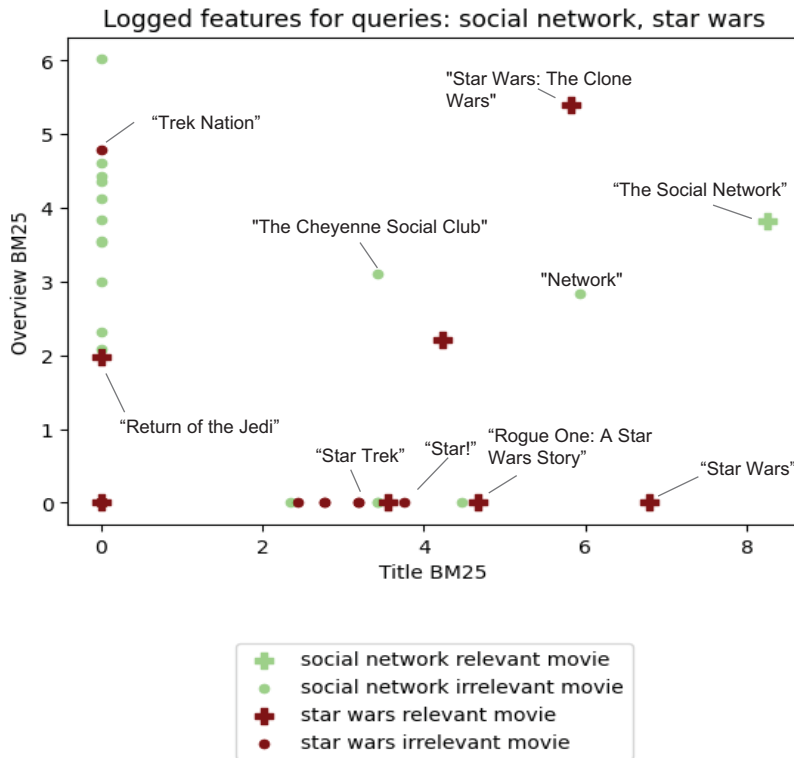 Logged features for queries: social network, star wars
6
5
4
3
2
1
0
Overview BM25
"Star Wars: The Clone
Wars"
“Trek Nation”
“The Social Network”
"The Cheyenne Social Club"
"Network"
“Return of the Jedi”
“Star Trek”
“Star!”
“Rogue One: A Star
Wars Story”
“Star Wars”
0
2
4
6
8
Title BM25
social network relevant movie
social network irrelevant movie
star wars relevant movie
star wars irrelevant movie